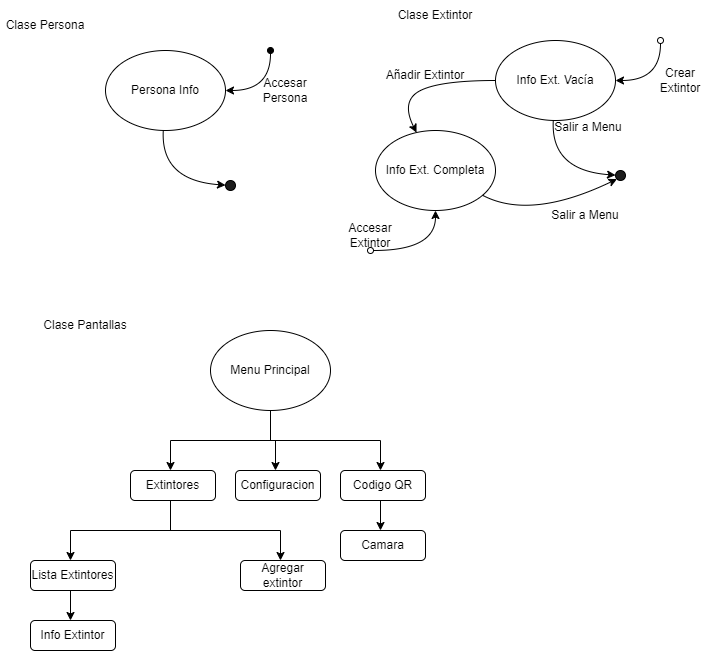 Clase Persona
Clase Extintor
Persona Info
Accesar
Persona
Añadir Extintor
Info Ext. Vacía
Crear
Extintor
Salir a Menu
Info Ext. Completa
Salir a Menu
Accesar
Extintor
Clase Pantallas
Menu Principal
Extintores
Configuracion
Codigo QR
Camara
Lista Extintores
Agregar
extintor
Info Extintor